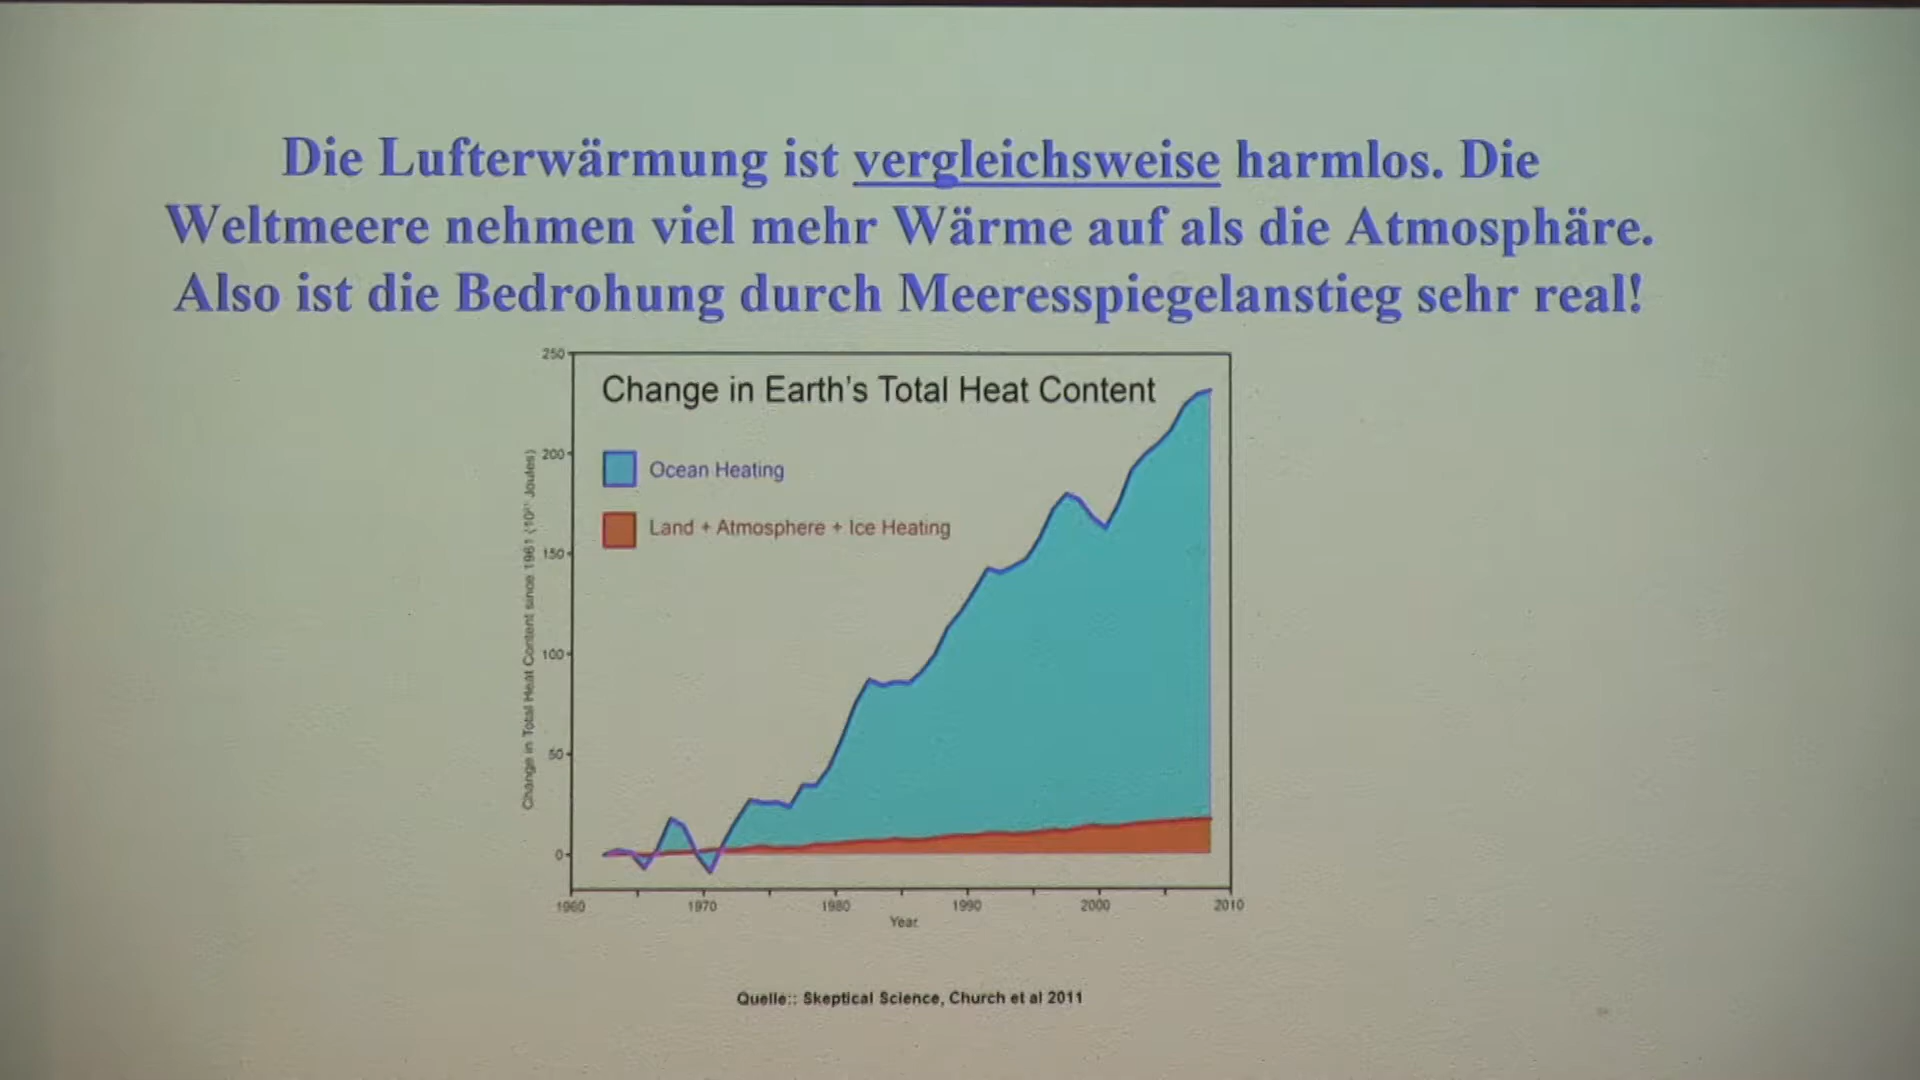 Die Lufterwärmung ist vergleichsweise harmlos. Die
Weltmeere nehmen viel mehr Wärme auf als die Atmosphäre.
Also ist die Bedrohung durch Meeresspiegelanstieg sehr real!
Change in Earth's Total Heat Content
Ocean Heating
Land + Atmosphere + Ice Heating
Change in Total Heat Content since 1961 (10²¹ Joules)
250
200
150
100
50
0
1960 1970 1980 1990 2000 2010
Year
Quelle:: Skeptical Science, Church et al 2011